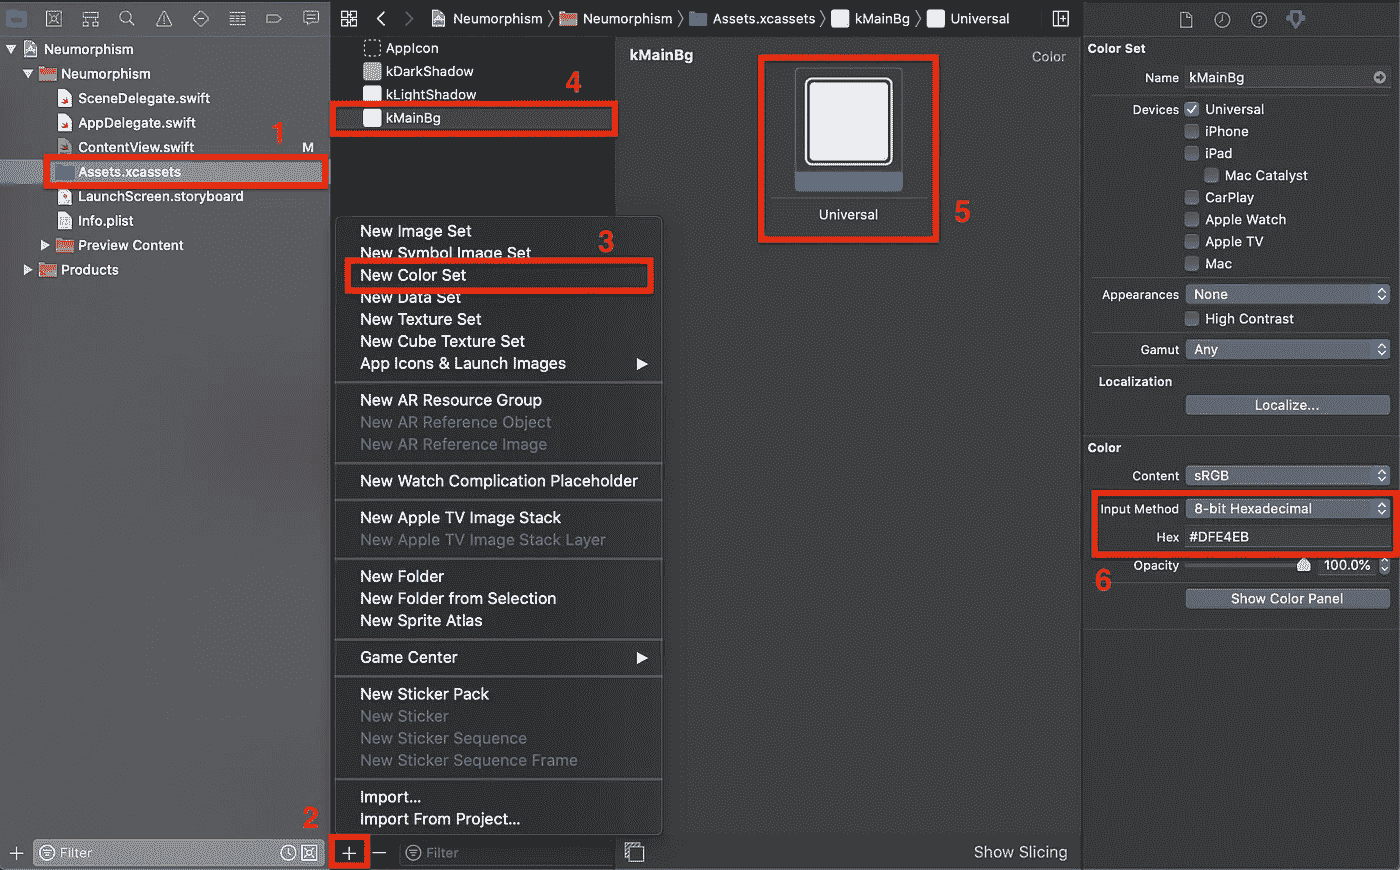 Neumorphism
Neumorphism
SceneDelegate.swift
AppDelegate.swift
1
ContentView.swift M
Assets.xcassets
LaunchScreen.storyboard
Info.plist
Preview Content
Products
2
Filter
Neumorphism Neumorphism Assets.xcassets kMainBg Universal
AppIcon
kDarkShadow
4
kLightShadow
kMainBg
New Image Set
3
New Symbol Image Set
New Color Set
New Data Set
New Texture Set
New Cube Texture Set
App Icons & Launch Images
New AR Resource Group
New AR Reference Object
New AR Reference Image
New Watch Complication Placeholder
New Apple TV Image Stack
New Apple TV Image Stack Layer
New Folder
New Folder from Selection
New Sprite Atlas
Game Center
New Sticker Pack
New Sticker
New Sticker Sequence
New Sticker Sequence Frame
Import...
Import From Project...
Filter
kMainBg Color
5
Universal
Show Slicing
Color Set
Name kMainBg
Devices Universal
iPhone
iPad
Mac Catalyst
CarPlay
Apple Watch
Apple TV
Mac
Appearances None
High Contrast
Gamut Any
Localization
Localize...
Color
Content sRGB
Input Method 8-bit Hexadecimal
Hex #DFE4EB
6
Opacity 100.0%
Show Color Panel